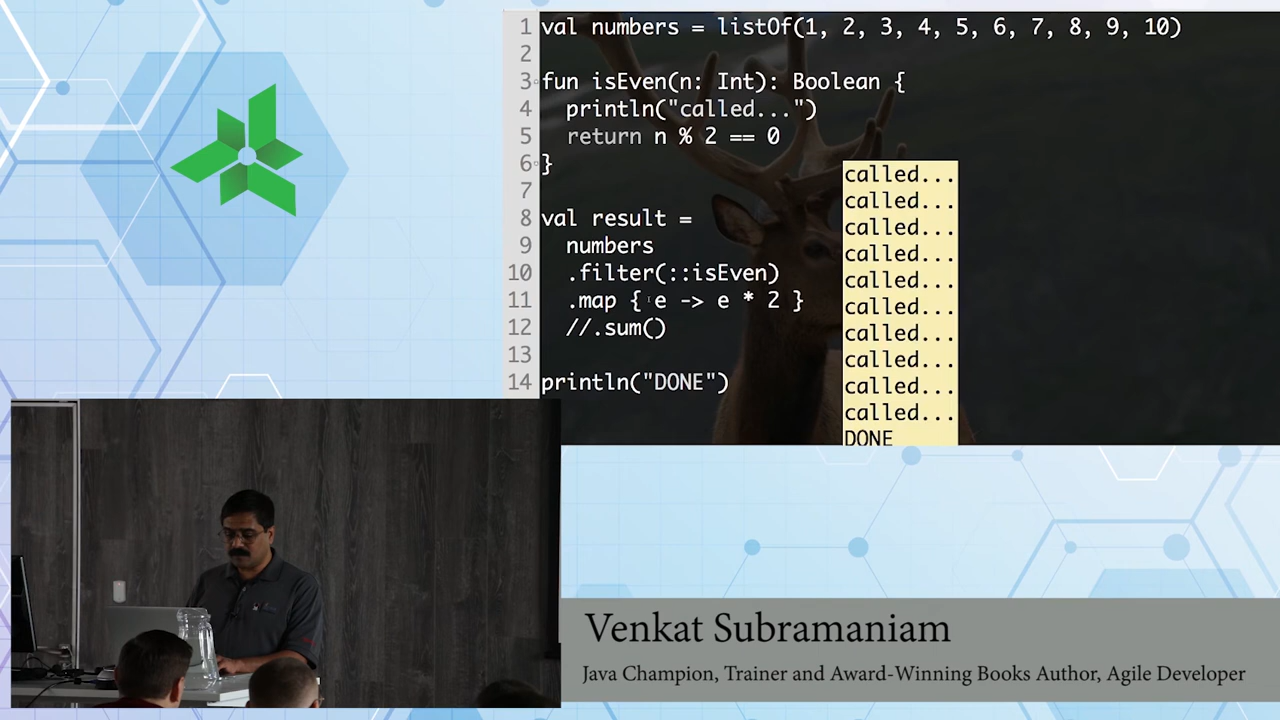 1 val numbers = listOf(1, 2, 3, 4, 5, 6, 7, 8, 9, 10)
2
3 fun isEven(n: Int): Boolean {
4 println("called...")
5 return n % 2 == 0
6 }
7
8 val result =
9 numbers
10 .filter(::isEven)
11 .map { e -> e * 2 }
12 //.sum()
13
14 println("DONE")
called...
called...
called...
called...
called...
called...
called...
called...
called...
called...
DONE
Venkat Subramaniam
Java Champion, Trainer and Award-Winning Books Author, Agile Developer